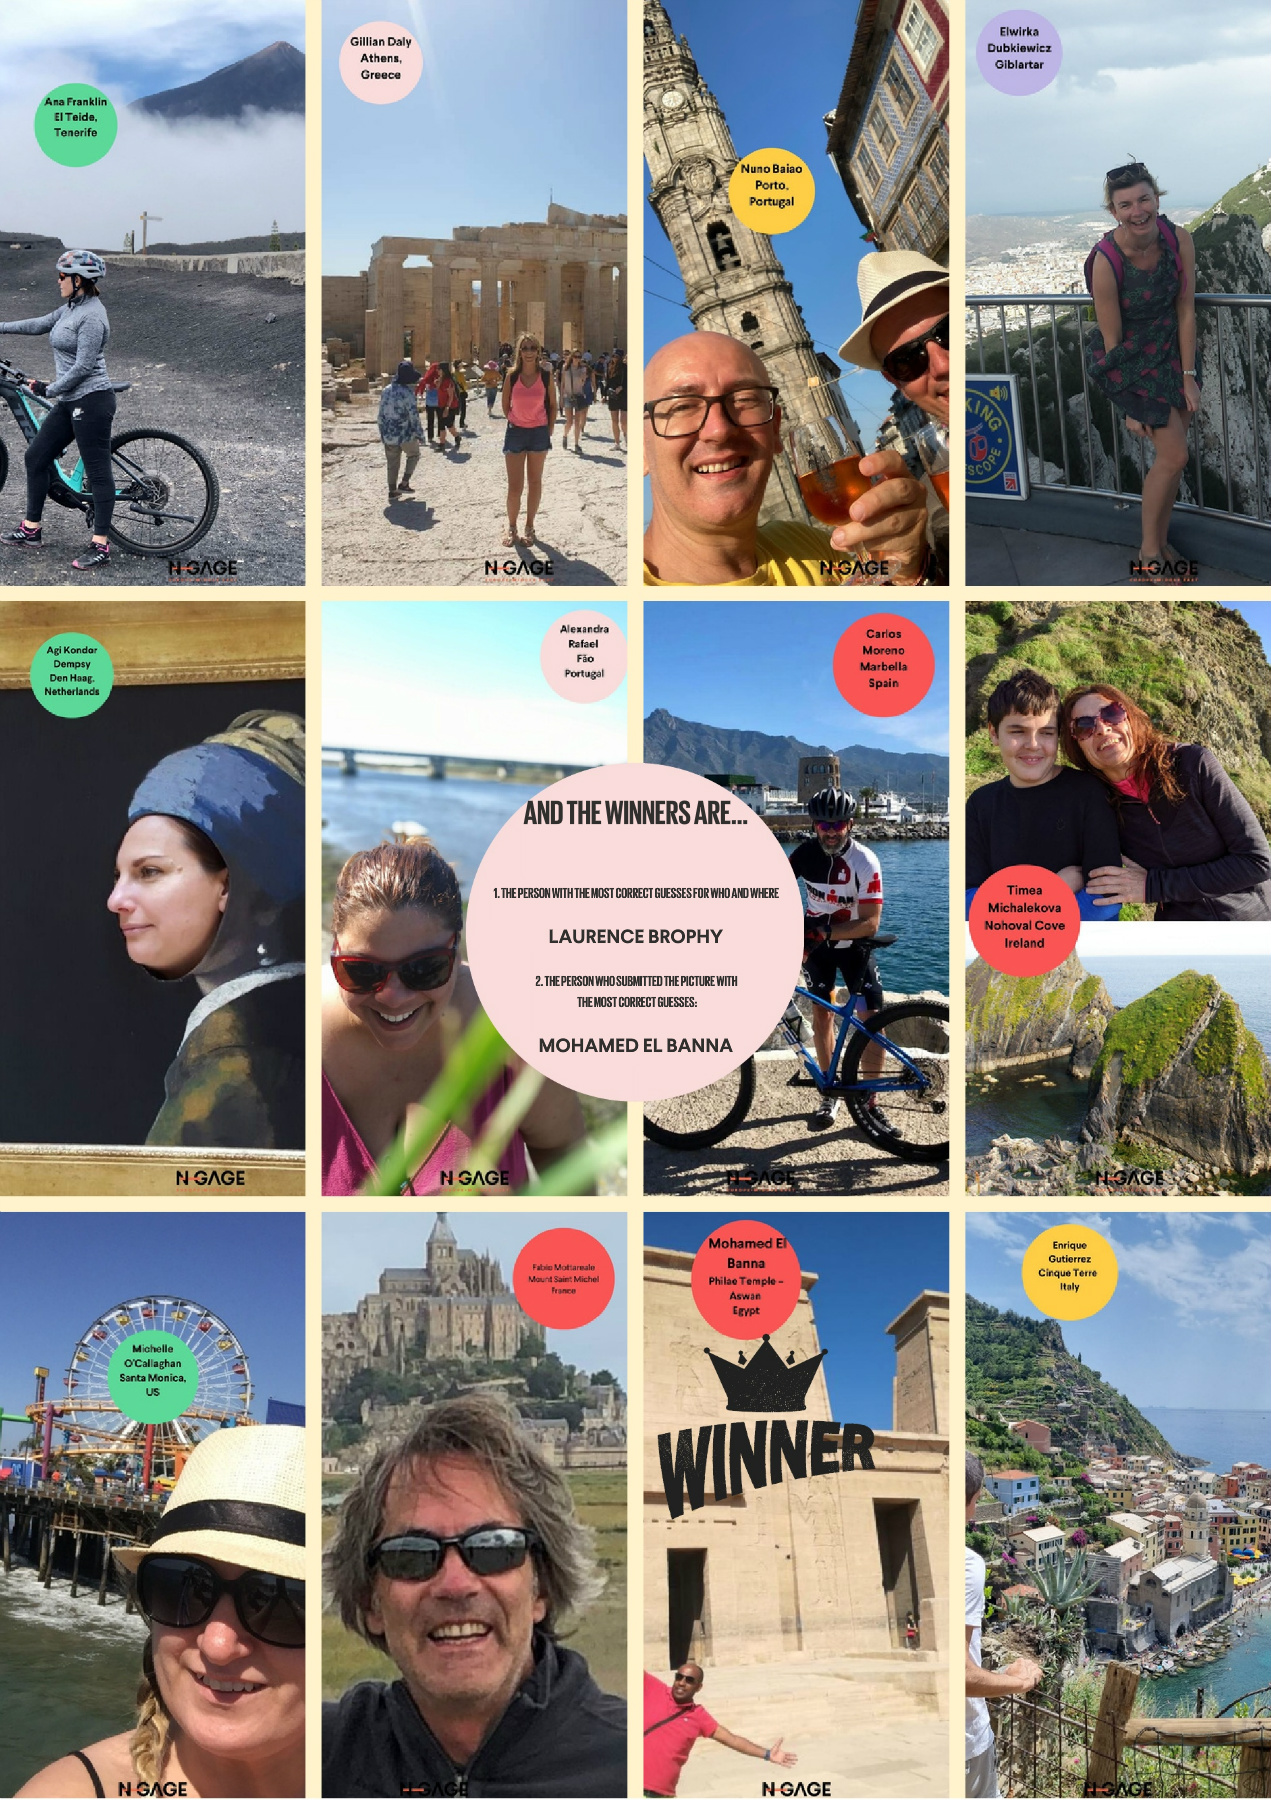 Ana Franklin
El Teide,
Tenerife
N-GAGE
Gillian Daly
Athens,
Greece
N-GAGE
Nuno Baiao
Porto,
Portugal
N-GAGE
Elwirka
Dubkiewicz
Giblartar
KING
SCOPE
N-GAGE
Agi Kondor
Dempsy
Den Haag,
Netherlands
N-GAGE
Alexandra
Rafael
Fão
Portugal
N-GAGE
Carlos
Moreno
Marbella
Spain
N-GAGE
Timea
Michalekova
Nohoval Cove
Ireland
N-GAGE
AND THE WINNERS ARE...
1. THE PERSON WITH THE MOST CORRECT GUESSES FOR WHO AND WHERE
LAURENCE BROPHY
2. THE PERSON WHO SUBMITTED THE PICTURE WITH
THE MOST CORRECT GUESSES:
MOHAMED EL BANNA
Michelle
O'Callaghan
Santa Monica,
US
N-GAGE
Fabio Mottareale
Mount Saint Michel
France
N-GAGE
Mohamed El
Banna
Philae Temple –
Aswan
Egypt
WINNER
N-GAGE
Enrique
Gutierrez
Cinque Terre
Italy
N-GAGE